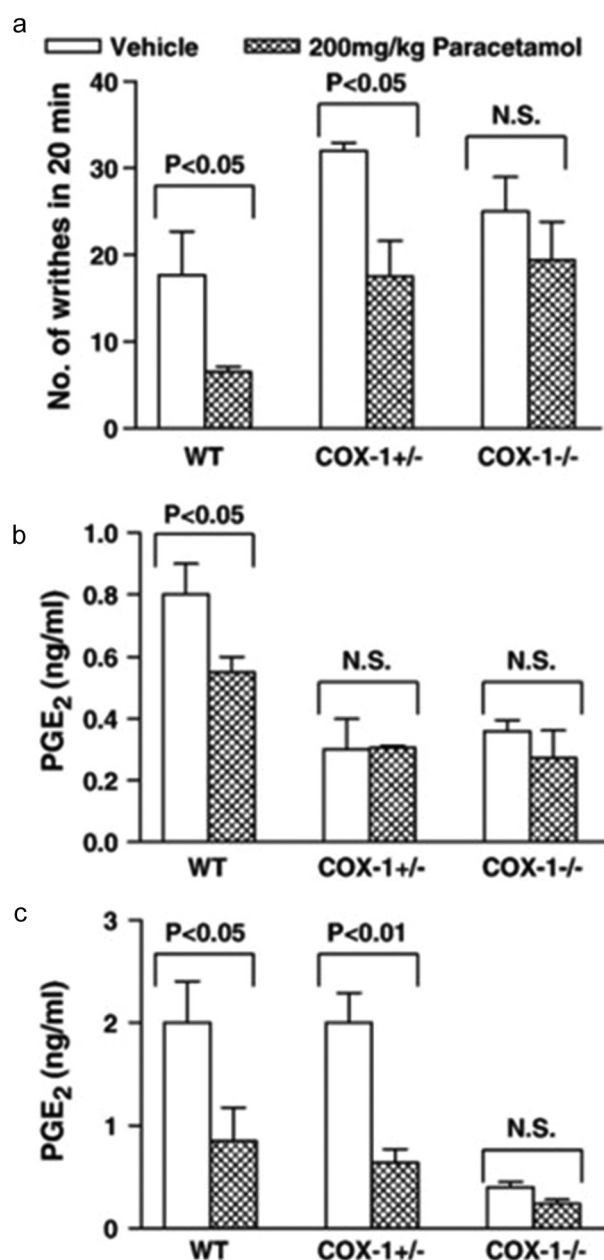 a
Vehicle 200mg/kg Paracetamol
No. of writhes in 20 min
40
30
20
10
0
P<0.05
P<0.05
N.S.
WT COX-1+/- COX-1-/-
b
PGE2 (ng/ml)
1.0
0.8
0.6
0.4
0.2
0.0
P<0.05
N.S.
N.S.
WT COX-1+/- COX-1-/-
c
PGE2 (ng/ml)
3
2
1
0
P<0.05
P<0.01
N.S.
WT COX-1+/- COX-1-/-